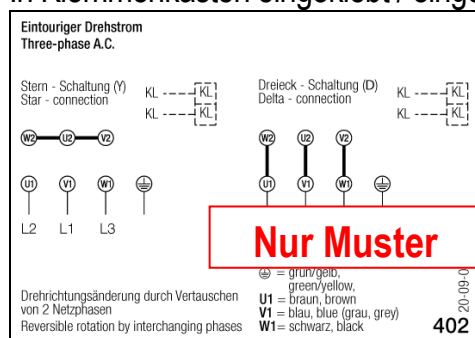 Eintouriger Drehstrom
Three-phase A.C.
Stern - Schaltung (Y)
Star - connection
KL KL
KL KL
Dreieck - Schaltung (D)
Delta - connection
KL KL
KL KL
W2 U2 V2
W2 U2 V2
U1 V1 W1
U1 V1 W1
L2 L1 L3
Nur Muster
= grün/gelb,
green/yellow,
U1 = braun, brown
V1 = blau, blue (grau, grey)
W1 = schwarz, black
Drehrichtungsänderung durch Vertauschen
von 2 Netzphasen
Reversible rotation by interchanging phases
402